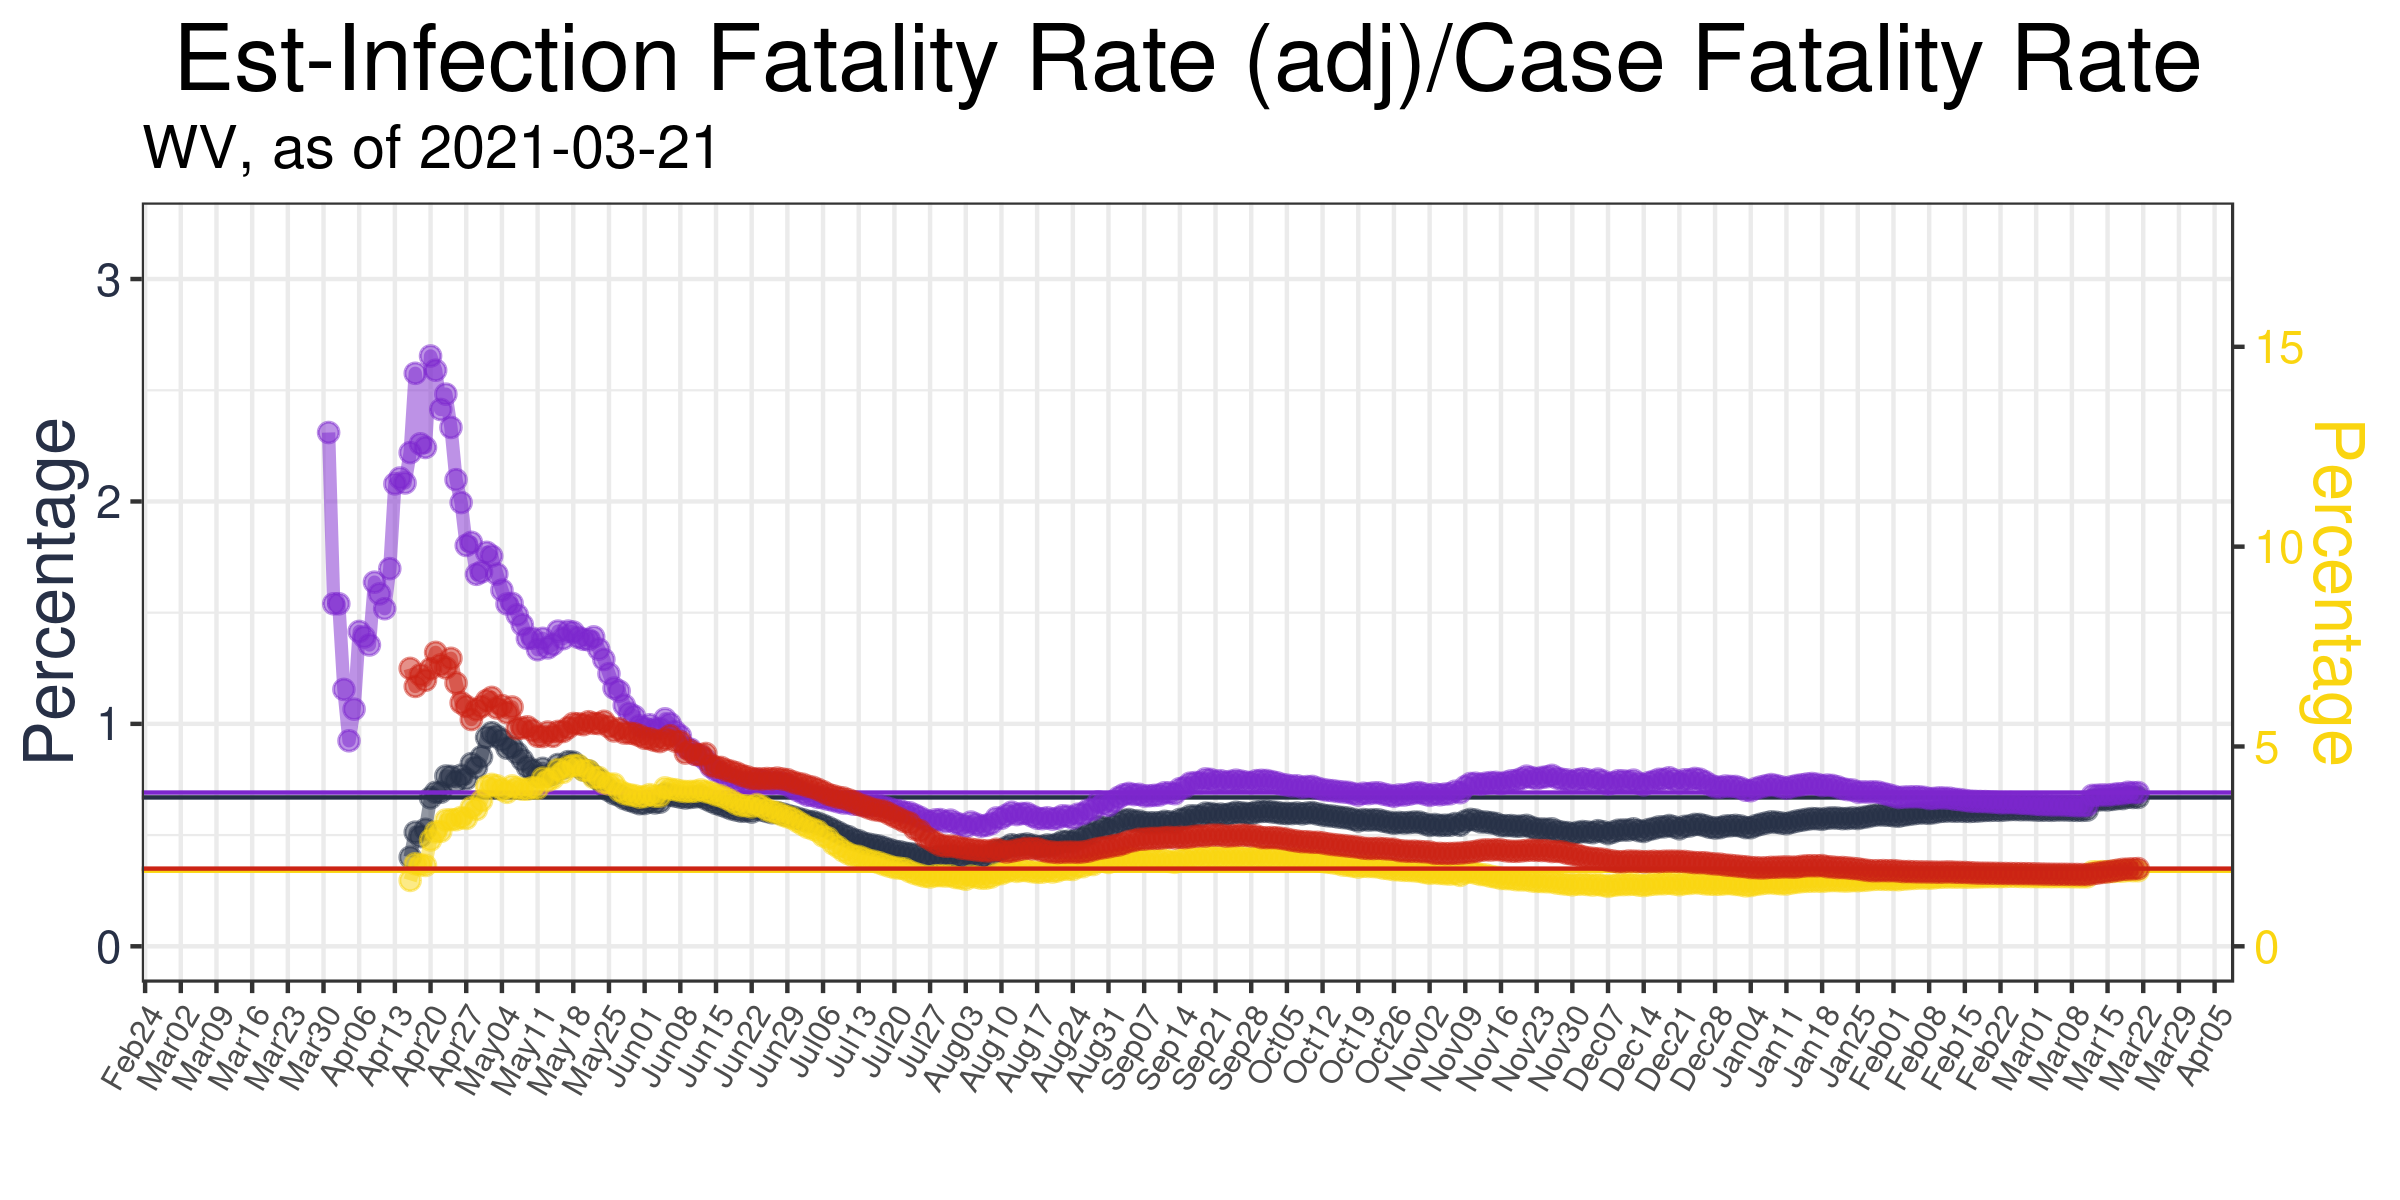 Est-Infection Fatality Rate (adj)/Case Fatality Rate
WV, as of 2021-03-21
Percentage
3
2
1
0
15
10
5
0
Percentage
Feb24
Mar02
Mar09
Mar16
Mar23
Mar30
Apr06
Apr13
Apr20
Apr27
May04
May11
May18
May25
Jun01
Jun08
Jun15
Jun22
Jun29
Jul06
Jul13
Jul20
Jul27
Aug03
Aug10
Aug17
Aug24
Aug31
Sep07
Sep14
Sep21
Sep28
Oct05
Oct12
Oct19
Oct26
Nov02
Nov09
Nov16
Nov23
Nov30
Dec07
Dec14
Dec21
Dec28
Jan04
Jan11
Jan18
Jan25
Feb01
Feb08
Feb15
Feb22
Mar01
Mar08
Mar15
Mar22
Mar29
Apr05